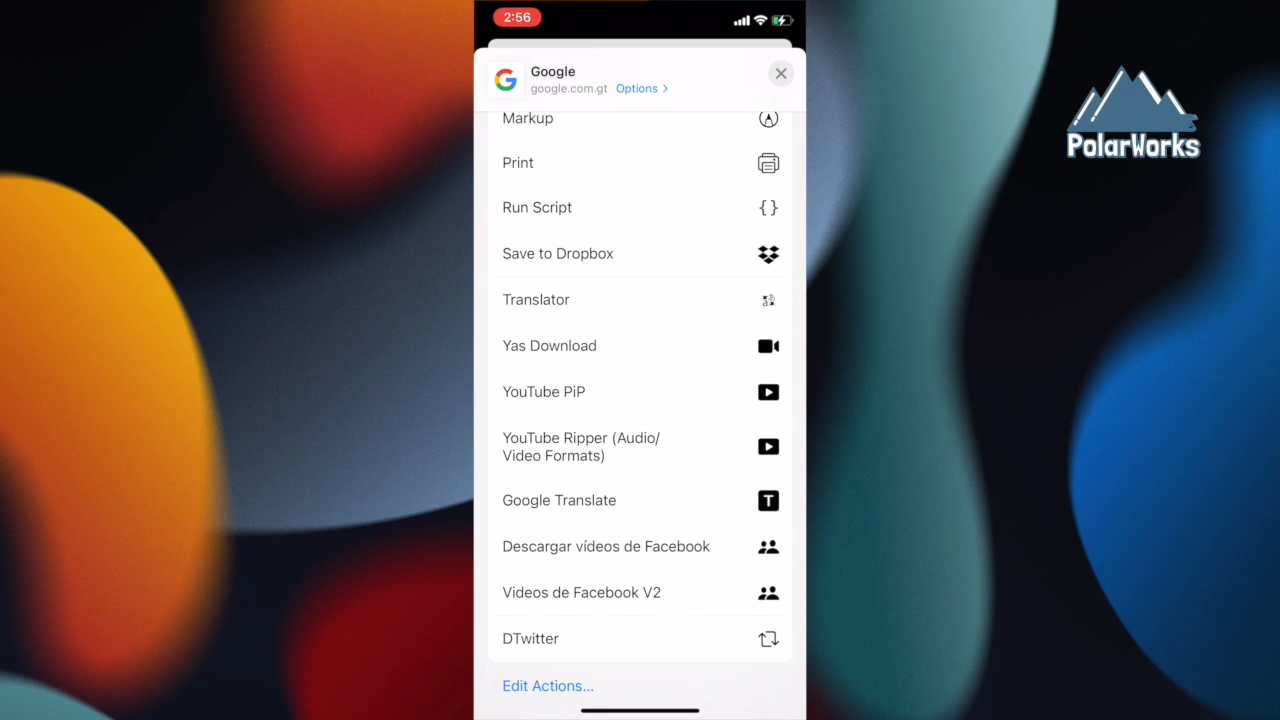 2:56
Google
google.com.gt Options >
Markup
Print
Run Script
Save to Dropbox
Translator
Yas Download
YouTube PiP
YouTube Ripper (Audio/
Video Formats)
Google Translate
Descargar vídeos de Facebook
Videos de Facebook V2
DTwitter
Edit Actions...
PolarWorks